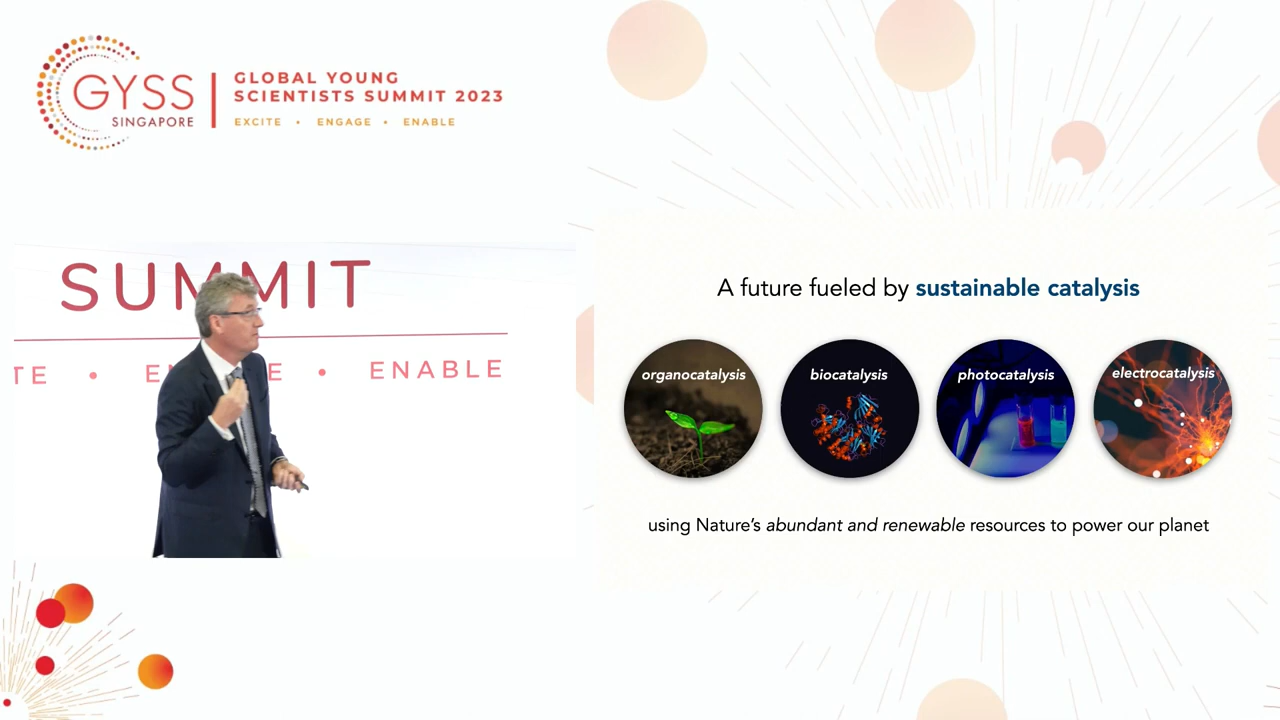 GYSS
SINGAPORE
GLOBAL YOUNG
SCIENTISTS SUMMIT 2023
EXCITE • ENGAGE • ENABLE
SUMMIT
ENABLE
A future fueled by sustainable catalysis
organocatalysis
biocatalysis
photocatalysis
electrocatalysis
using Nature’s abundant and renewable resources to power our planet